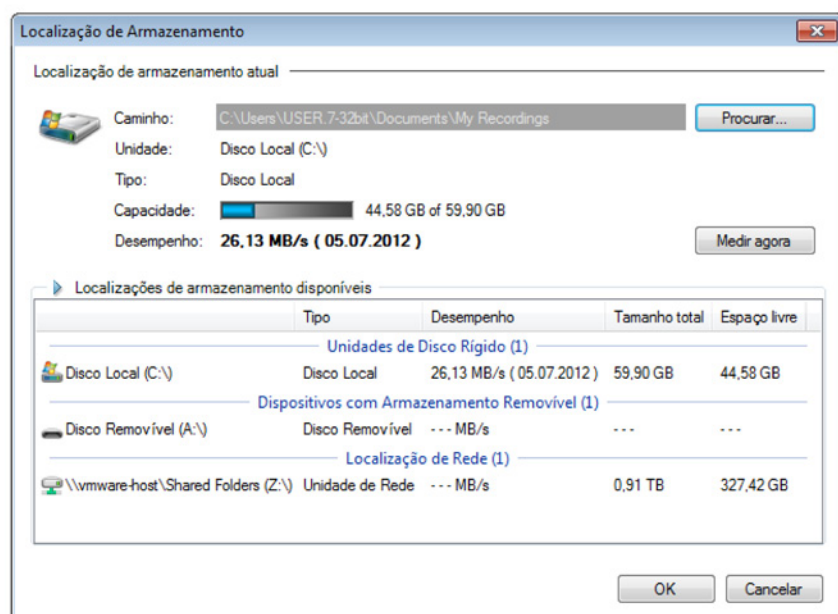 Localização de Armazenamento
Localização de armazenamento atual
Caminho: C:\Users\USER.7-32bit\Documents\My Recordings Procurar...
Unidade: Disco Local (C:\)
Tipo: Disco Local
Capacidade: 44,58 GB of 59,90 GB
Desempenho: 26,13 MB/s ( 05.07.2012 ) Medir agora
Localizações de armazenamento disponíveis
Tipo Desempenho Tamanho total Espaço livre
Unidades de Disco Rígido (1)
Disco Local (C:\) Disco Local 26,13 MB/s ( 05.07.2012 ) 59,90 GB 44,58 GB
Dispositivos com Armazenamento Removível (1)
Disco Removível (A:\) Disco Removível - - - MB/s - - - - - -
Localização de Rede (1)
\\vmware-host\Shared Folders (Z:\) Unidade de Rede - - - MB/s 0,91 TB 327,42 GB
OK Cancelar